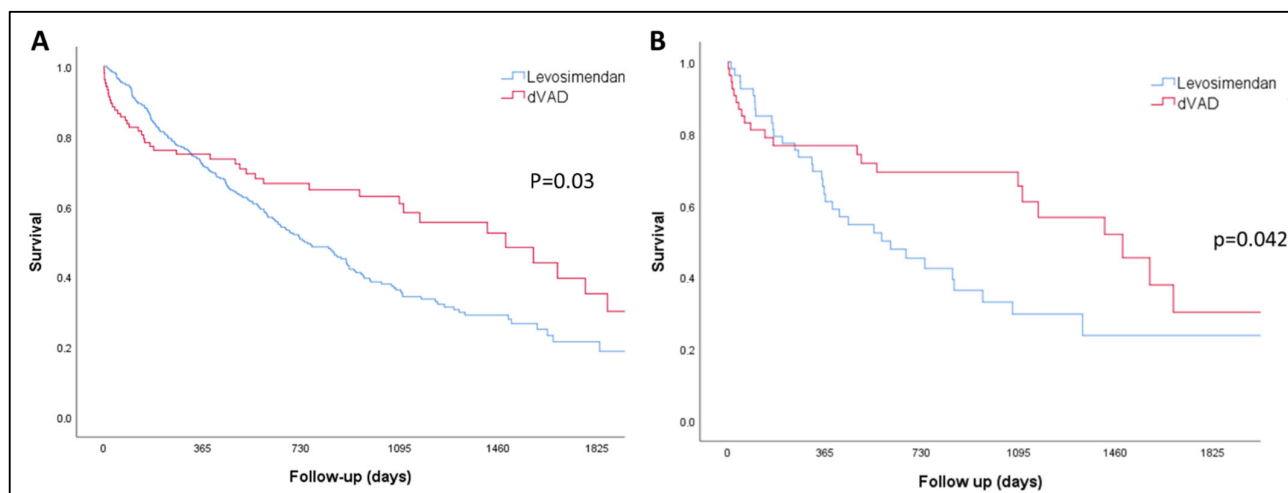 A
Levosimendan
dVAD
P=0.03
1.0
0.8
0.6
0.4
0.2
0.0
Survival
0 365 730 1095 1460 1825
Follow-up (days)
B
Levosimendan
dVAD
p=0.042
1.0
0.8
0.6
0.4
0.2
0.0
Survival
0 365 730 1095 1460 1825
Follow up (days)